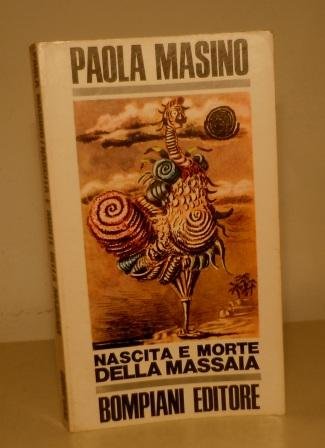 PAOLA MASINO
NASCITA E MORTE
DELLA MASSAIA
BOMPIANI EDITORE